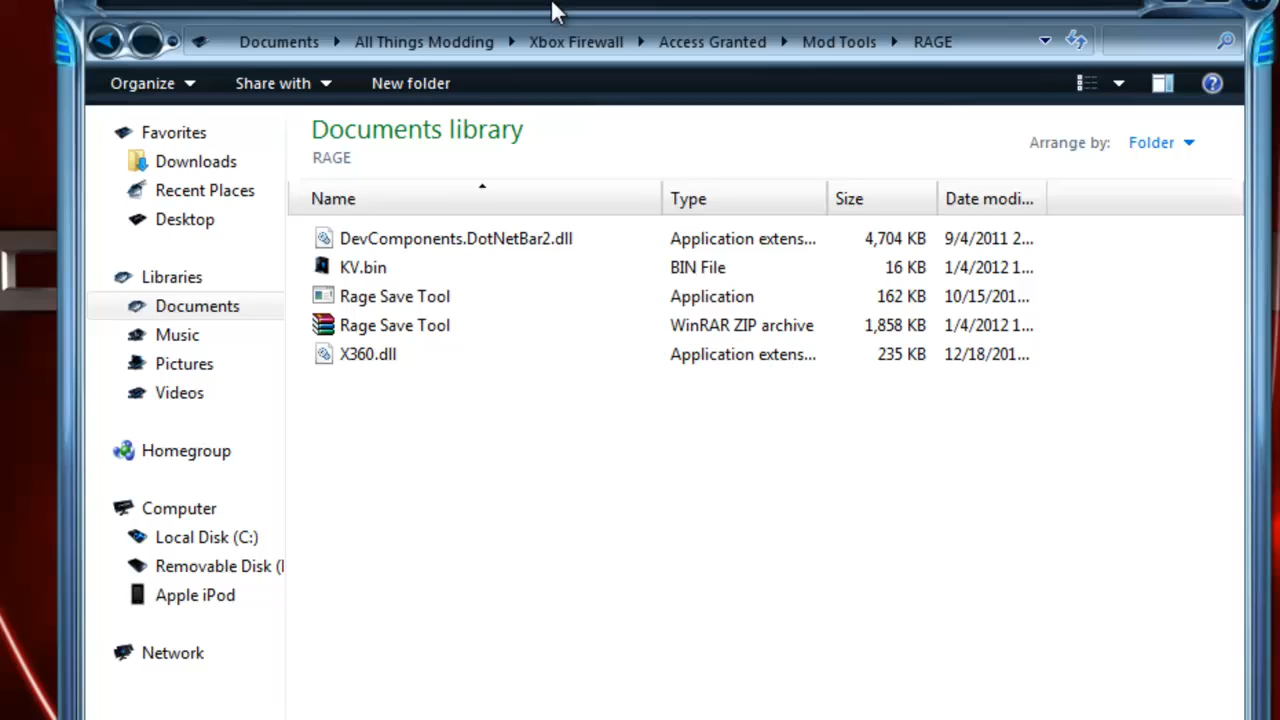 Documents All Things Modding Xbox Firewall Access Granted Mod Tools RAGE
Organize Share with New folder
Documents library
RAGE
Arrange by: Folder
Name Type Size Date modi...
DevComponents.DotNetBar2.dll Application extens... 4,704 KB 9/4/2011 2...
KV.bin BIN File 16 KB 1/4/2012 1...
Rage Save Tool Application 162 KB 10/15/201...
Rage Save Tool WinRAR ZIP archive 1,858 KB 1/4/2012 1...
X360.dll Application extens... 235 KB 12/18/201...
Favorites
Downloads
Recent Places
Desktop
Libraries
Documents
Music
Pictures
Videos
Homegroup
Computer
Local Disk (C:)
Removable Disk (
Apple iPod
Network